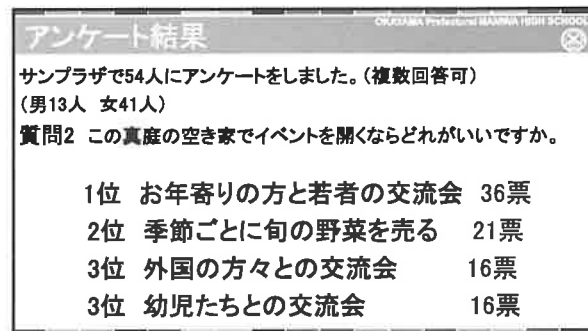 OKAYAMA Prefectural MANIWA HIGH SCHOOL
アンケート結果
サンプラザで54人にアンケートをしました。(複数回答可)
(男13人 女41人)
質問2 この真庭の空き家でイベントを開くならどれがいいですか。
1位 お年寄りの方と若者の交流会 36票
2位 季節ごとに旬の野菜を売る 21票
3位 外国の方々との交流会 16票
3位 幼児たちとの交流会 16票